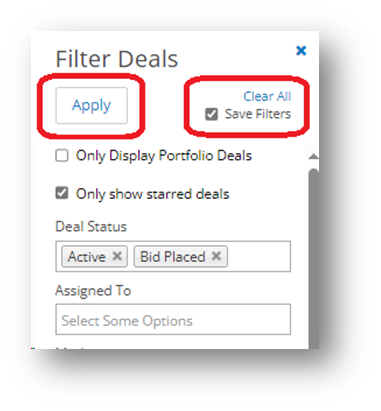 Filter Deals
Apply
Clear All
Save Filters
Only Display Portfolio Deals
Only show starred deals
Deal Status
Active Bid Placed
Assigned To
Select Some Options